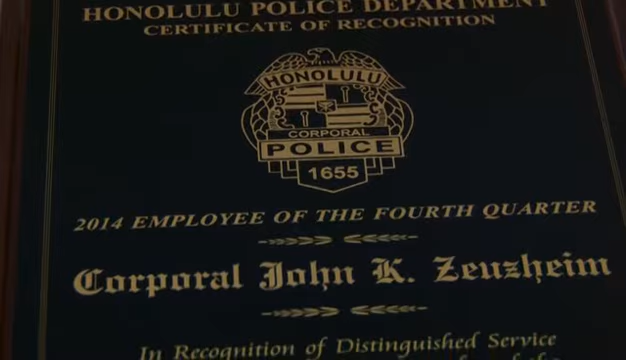 HONOLULU POLICE DEPARTMENT
CERTIFICATE OF RECOGNITION
HONOLULU
CORPORAL
POLICE
1655
2014 EMPLOYEE OF THE FOURTH QUARTER
Corporal John K. Zeuzheim
In Recognition of Distinguished Service